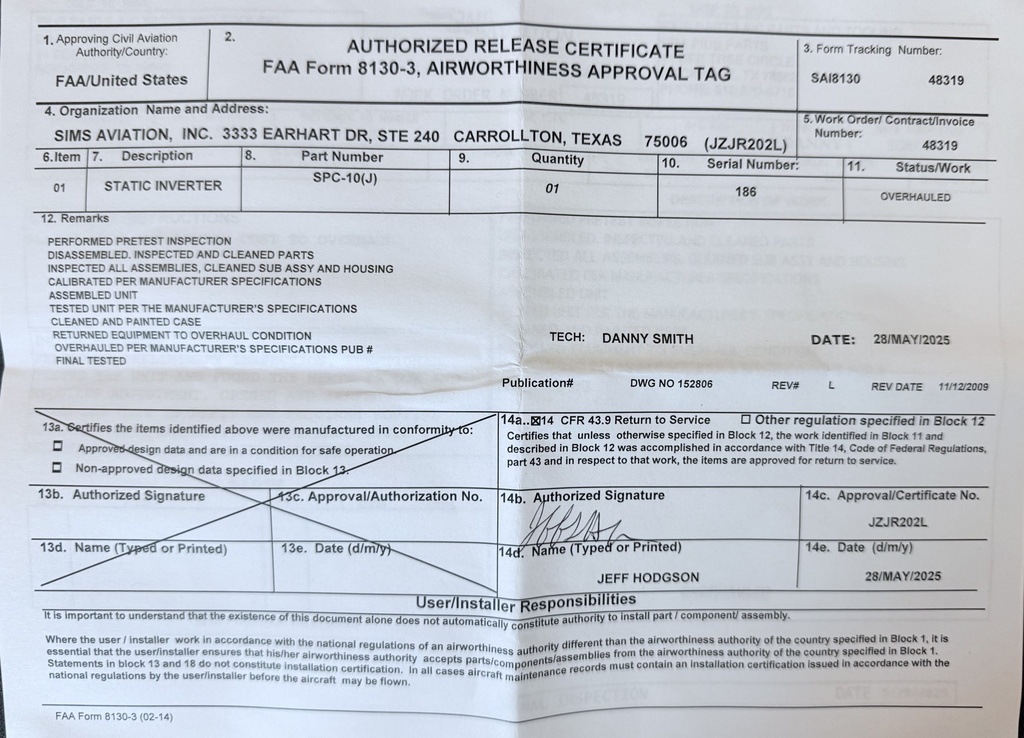 1. Approving Civil Aviation
Authority/Country:
FAA/United States
2.
AUTHORIZED RELEASE CERTIFICATE
FAA Form 8130-3, AIRWORTHINESS APPROVAL TAG
3. Form Tracking Number:
SAI8130 48319
4. Organization Name and Address:
SIMS AVIATION, INC. 3333 EARHART DR, STE 240 CARROLLTON, TEXAS 75006 (JZJR202L)
5. Work Order/ Contract/Invoice
Number:
48319
6.Item 7. Description 8. Part Number 9. Quantity 10. Serial Number: 11. Status/Work
01 STATIC INVERTER SPC-10(J) 01 186 OVERHAULED
12. Remarks
PERFORMED PRETEST INSPECTION
DISASSEMBLED. INSPECTED AND CLEANED PARTS
INSPECTED ALL ASSEMBLIES, CLEANED SUB ASSY AND HOUSING
CALIBRATED PER MANUFACTURER SPECIFICATIONS
ASSEMBLED UNIT
TESTED UNIT PER THE MANUFACTURER'S SPECIFICATIONS
CLEANED AND PAINTED CASE
RETURNED EQUIPMENT TO OVERHAUL CONDITION
OVERHAULED PER MANUFACTURER'S SPECIFICATIONS PUB #
FINAL TESTED
TECH: DANNY SMITH DATE: 28/MAY/2025
Publication# DWG NO 152806 REV# L REV DATE 11/12/2009
13a. Certifies the items identified above were manufactured in conformity to:
Approved design data and are in a condition for safe operation.
Non-approved design data specified in Block 13.
14a..☒14 CFR 43.9 Return to Service ☐ Other regulation specified in Block 12
Certifies that unless otherwise specified in Block 12, the work identified in Block 11 and
described in Block 12 was accomplished in accordance with Title 14, Code of Federal Regulations,
part 43 and in respect to that work, the items are approved for return to service.
13b. Authorized Signature
13c. Approval/Authorization No.
14b. Authorized Signature
14c. Approval/Certificate No.
JZJR202L
13d. Name (Typed or Printed)
13e. Date (d/m/y)
14d. Name (Typed or Printed)
JEFF HODGSON
14e. Date (d/m/y)
28/MAY/2025
User/Installer Responsibilities
It is important to understand that the existence of this document alone does not automatically constitute authority to install part / component/ assembly.
Where the user / installer work in accordance with the national regulations of an airworthiness authority different than the airworthiness authority of the country specified in Block 1, it is
essential that the user/installer ensures that his/her airworthiness authority accepts parts/components/assemblies from the airworthiness authority of the country specified in Block 1.
Statements in block 13 and 18 do not constitute installation certification. In all cases aircraft maintenance records must contain an installation certification issued in accordance with the
national regulations by the user/installer before the aircraft may be flown.
FAA Form 8130-3 (02-14)